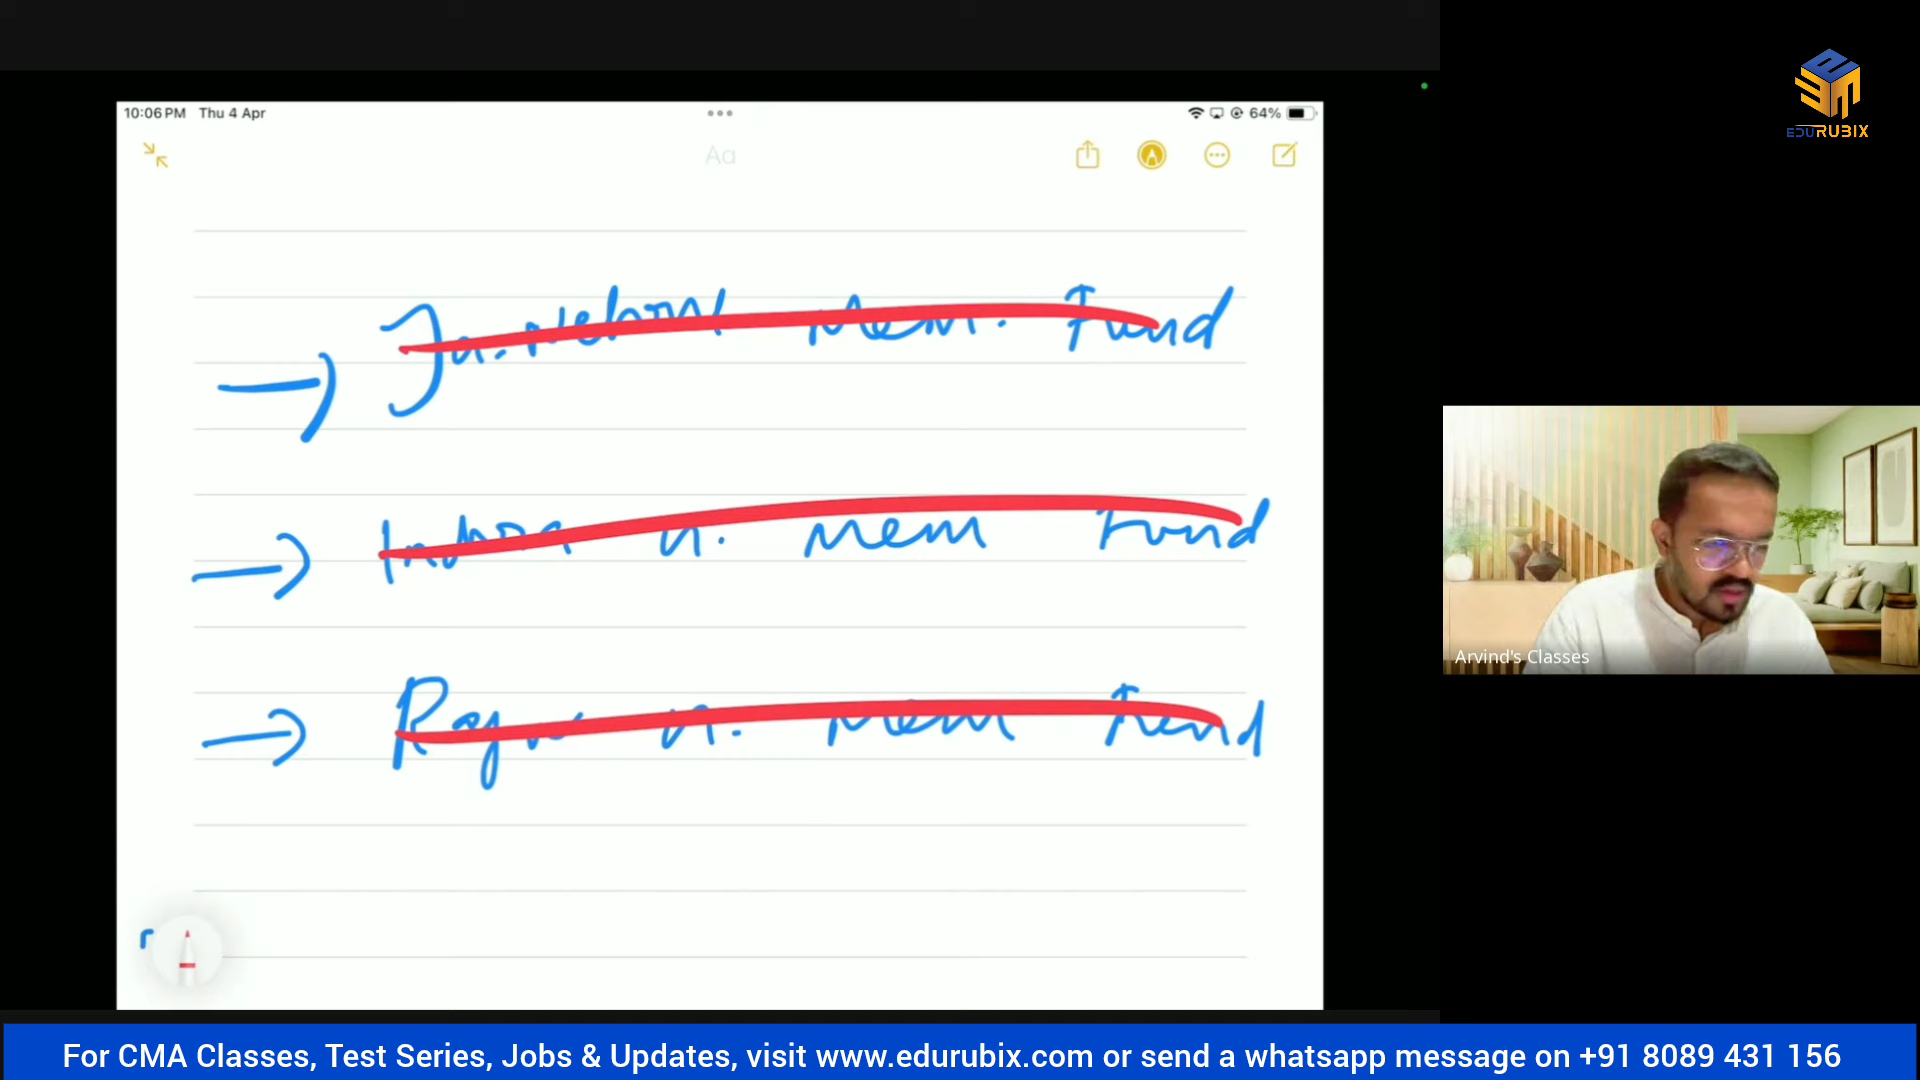 10:06 PM Thu 4 Apr
64%
Aa
EDURUBIX
Ja. Nehru Mem. Fund
Indira G. Mem Fund
Rajiv G. Mem Fund
Arvind's Classes
For CMA Classes, Test Series, Jobs & Updates, visit www.edurubix.com or send a whatsapp message on +91 8089 431 156